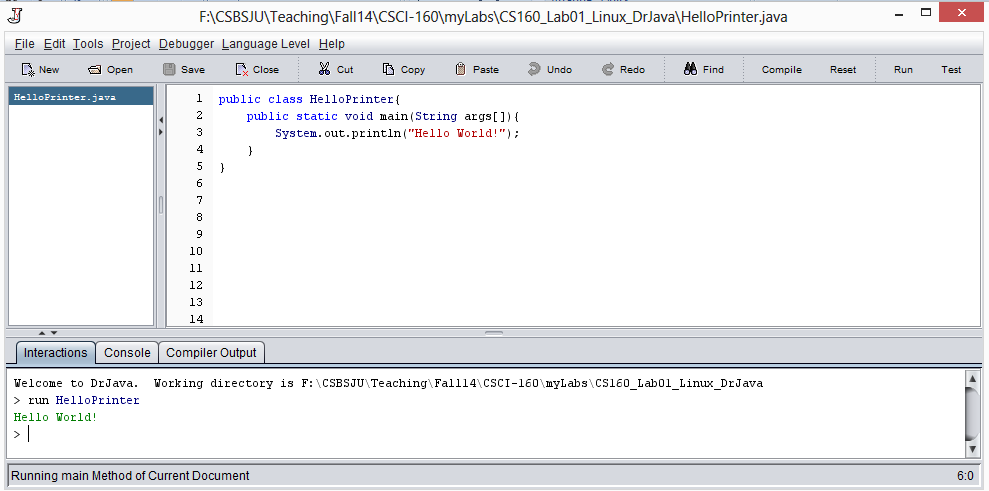 F:\CSBSJU\Teaching\Fall14\CSCI-160\myLabs\CS160_Lab01_Linux_DrJava\HelloPrinter.java
File Edit Tools Project Debugger Language Level Help
New Open Save Close Cut Copy Paste Undo Redo Find Compile Reset Run Test
HelloPrinter.java
1 public class HelloPrinter{
2 public static void main(String args[]){
3 System.out.println("Hello World!");
4 }
5 }
6
7
8
9
10
11
12
13
14
Interactions Console Compiler Output
Welcome to DrJava. Working directory is F:\CSBSJU\Teaching\Fall14\CSCI-160\myLabs\CS160_Lab01_Linux_DrJava
> run HelloPrinter
Hello World!
>
Running main Method of Current Document 6:0